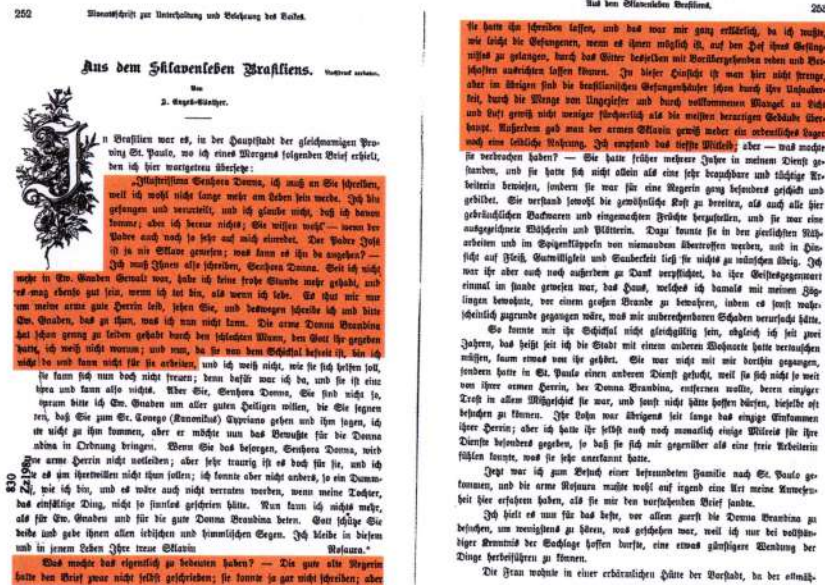 252
Monatsschrift zur Unterhaltung und Belehrung des Volkes.
Aus dem Sklavenleben Brasiliens.
Nachdruck verboten.
Von
J. Engell-Günther.
In Brasilien war es, in der Hauptstadt der gleichnamigen Pro-
vinz St. Paulo, wo ich eines Morgens folgenden Brief erhielt,
den ich hier wortgetreu übersetze:
„Illustrissima Senhora Donna, ich muß an Sie schreiben,
weil ich wohl nicht lange mehr am Leben sein werde. Ich bin
gefangen und verurteilt, und ich glaube nicht, daß ich davon
komme; aber ich bereue nichts; Sie wissen wohl — wenn der
Padre auch noch so sehr auf mich einredet. Der Padre José
ist ja nie Sklave gewesen; was kann es ihn da angehen? —
Ich muß Ihnen also schreiben, Senhora Donna. Seit ich nicht
mehr in Ew. Gnaden Gewalt war, habe ich keine frohe Stunde mehr gehabt, und
es mag ebenso gut sein, wenn ich tot bin, als wenn ich lebe. Es thut mir nur
um meine arme gute Herrin leid, sehen Sie, und deswegen schreibe ich und bitte
Ew. Gnaden, das zu thun, was ich nun nicht kann. Die arme Donna Brandina
hat schon genug zu leiden gehabt durch den schlechten Mann, den Gott ihr gegeben
hatte, ich weiß nicht worum; und nun, da sie von dem Schicksal befreit ist, bin ich
nicht da und kann nicht für sie arbeiten, und ich weiß nicht, wie sie sich helfen soll,
die kann sich nun doch nicht freuen; denn dafür war ich da, und sie ist eine
und kann also nichts. Aber Sie, Senhora Donna, Sie sind nicht so,
bitte ich Ew. Gnaden um aller guten Heiligen willen, die Sie segnen
daß Sie zum Sr. Conego (Kanonikus) Cypriano gehen und ihm sagen, ich
nicht zu ihm kommen, aber er möchte nun das Bewußte für die Donna
in Ordnung bringen. Wenn Sie das besorgen, Senhora Donna, wird
arme Herrin nicht notleiden; aber sehr traurig ist es doch für sie, und ich
es um ihretwillen nicht thun sollen; ich konnte aber nicht anders, so ein Dumm-
wie ich bin, und es wäre auch nicht verraten worden, wenn meine Tochter,
das einfältige Ding, nicht so sinnlos geschrien hätte. Nun kann ich nichts mehr,
als für Ew. Gnaden und für die gute Donna Brandina beten. Gott schütze Sie
beide und gebe ihnen allen irdischen und himmlischen Segen. Ich bleibe in diesem
und in jenem Leben Ihre treue Sklavin
Rosaura.“
Was mochte das eigentlich zu bedeuten haben? — Die gute alte Negerin
hatte den Brief zwar nicht selbst geschrieben; sie konnte ja gar nicht schreiben; aber
830
Aus dem Sklavenleben Brasiliens.
253
sie hatte ihn schreiben lassen, und das war mir ganz erklärlich, da ich wußte,
wie leicht die Gefangenen, wenn es ihnen möglich ist, auf den Hof ihres Gefäng-
nisses zu gelangen, durch das Gitter desselben mit Vorübergehenden reden und Bot-
schaften ausrichten lassen können. In dieser Hinsicht ist man hier nicht strenge,
aber im übrigen sind die brasilianischen Gefangenhäuser schon durch ihre Unsauber-
keit, durch die Menge von Ungeziefer und durch vollkommenen Mangel an Licht
und Luft gewiß nicht weniger fürchterlich als die meisten derartigen Gebäude über-
haupt. Außerdem gab man der armen Sklavin gewiß weder ein ordentliches Lager
noch eine leibliche Nahrung. Ich empfand das tiefste Mitleid; aber — was mochte
sie verbrochen haben? — Sie hatte früher mehrere Jahre in meinem Dienst ge-
standen, und sie hatte sich nicht allein als eine sehr brauchbare und tüchtige Ar-
beiterin bewiesen, sondern sie war für eine Negerin ganz besonders geschickt und
gebildet. Sie verstand sowohl die gewöhnliche Kost zu bereiten, als auch alle hier
gebräuchlichen Backwaren und eingemachten Früchte herzustellen, und sie war eine
ausgezeichnete Wäscherin und Plätterin. Dazu konnte sie in den zierlichsten Näh-
arbeiten und im Spitzenklöppeln von niemandem übertroffen werden, und in Hin-
sicht auf Fleiß, Gutwilligkeit und Sauberkeit ließ sie nichts zu wünschen übrig. Ich
war ihr aber auch noch außerdem zu Dank verpflichtet, da ihre Geistesgegenwart
einmal im stande gewesen war, das Haus, welches ich damals mit meinen Zög-
lingen bewohnte, vor einem großen Brande zu bewahren, indem es sonst wahr-
scheinlich zugrunde gegangen wäre, was mir unberechenbaren Schaden verursacht hätte.
So konnte mir ihr Schicksal nicht gleichgültig sein, obgleich ich seit zwei
Jahren, das heißt seit ich die Stadt mit einem anderen Wohnorte hatte vertauschen
müssen, kaum etwas von ihr gehört. Sie war nicht mit mir dorthin gegangen,
sondern hatte in St. Paulo einen anderen Dienst gesucht, weil sie sich nicht so weit
von ihrer armen Herrin, der Donna Brandina, entfernen wollte, deren einziger
Trost in allem Mißgeschick sie war, und sonst nicht hätte hoffen dürfen, dieselbe oft
besuchen zu können. Ihr Lohn war übrigens seit lange das einzige Einkommen
ihrer Herrin; aber ich hatte ihr selbst auch noch monatlich einige Milreis für ihre
Dienste besonders gegeben, so daß sie sich mir gegenüber als eine freie Arbeiterin
fühlen konnte, was sie sehr anerkannt hatte.
Jetzt war ich zum Besuch einer befreundeten Familie nach St. Paulo ge-
kommen, und die arme Rosaura mußte wohl auf irgend eine Art meine Anwesen-
heit hier erfahren haben, als sie mir den vorstehenden Brief sandte.
Ich hielt es nun für das beste, vor allem zuerst die Donna Brandina zu
besuchen, um wenigstens zu hören, was geschehen war, weil ich nur bei vollstän-
diger Kenntnis der Sachlage hoffen durfte, eine etwas günstigere Wendung der
Dinge herbeiführen zu können.
Die Frau wohnte in einer erbärmlichen Hütte der Vorstadt, da der allmäh-